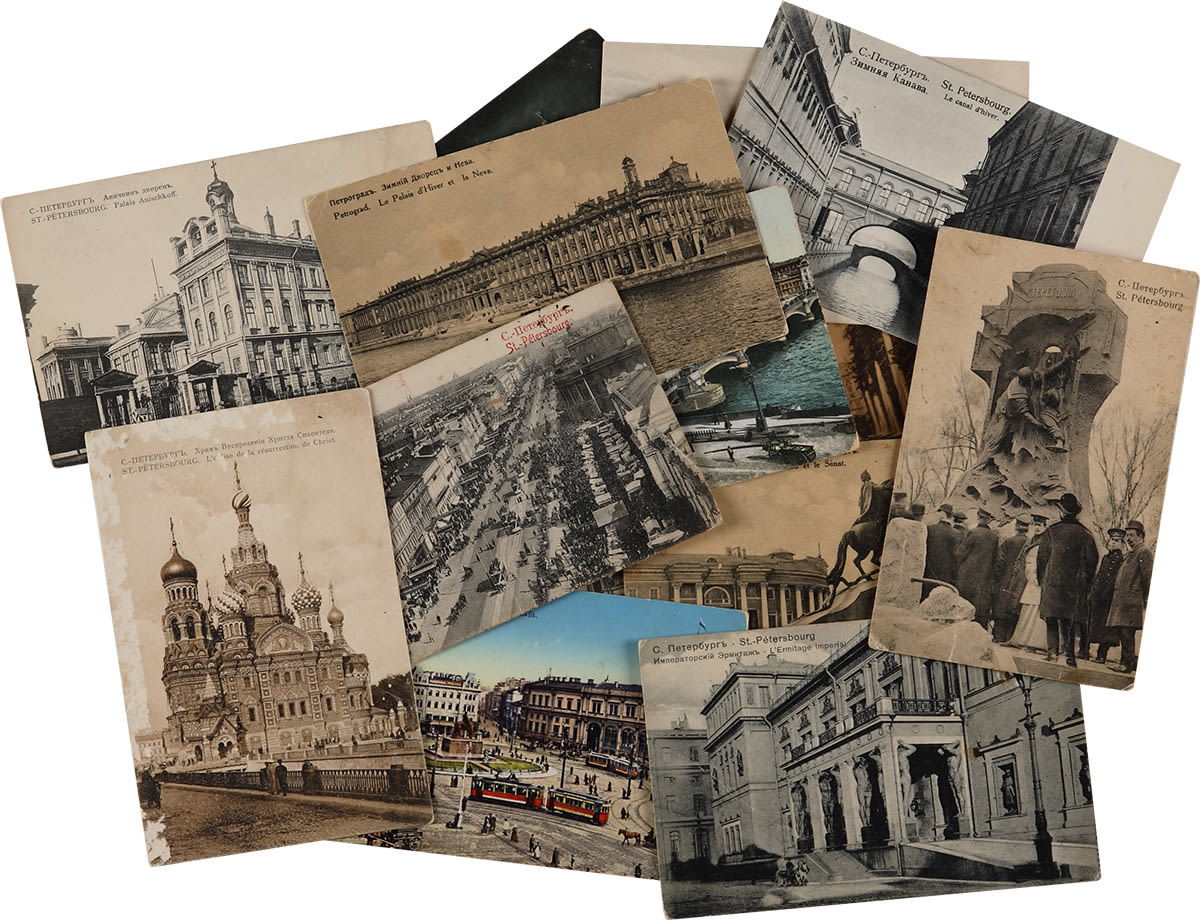 С.-Петербургъ. St. Petersbourg.
Зимняя Канава. Le canal d'hiver.
С.-ПЕТЕРБУРГЪ Аничкинъ дворецъ.
ST.-PÉTERSBOURG. Palais Anischkoff.
Петроградъ. Зимній Дворецъ и Нева.
Petrograd. Le Palais d'Hiver et la Neva.
С.-Петербургъ.
St. Pétersbourg.
СТЕРЕГУЩІЙ
С.-Петербургъ.
St.-Pétersbourg.
С.-ПЕТЕРБУРГЪ. Храмъ Воскресенія Христа Спасителя.
ST.-PÉTERSBOURG. L'église de la résurrection de Christ.
et le Sénat.
С. Петербургъ - St.-Pétersbourg
Императорскій Эрмитажъ - L'Ermitage Imperial